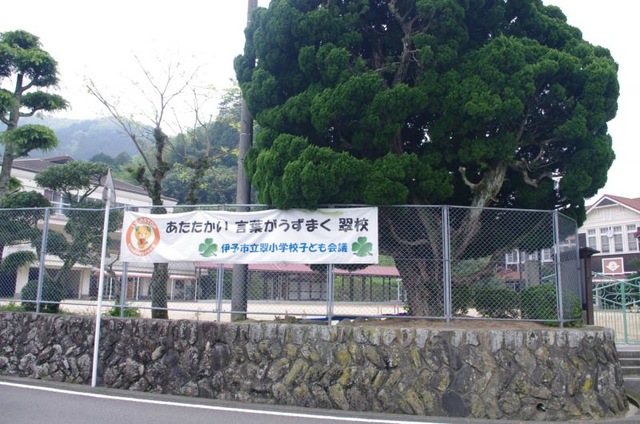 あたたかい 言葉がうずまく 翠校
伊予市立翠小学校子ども会議